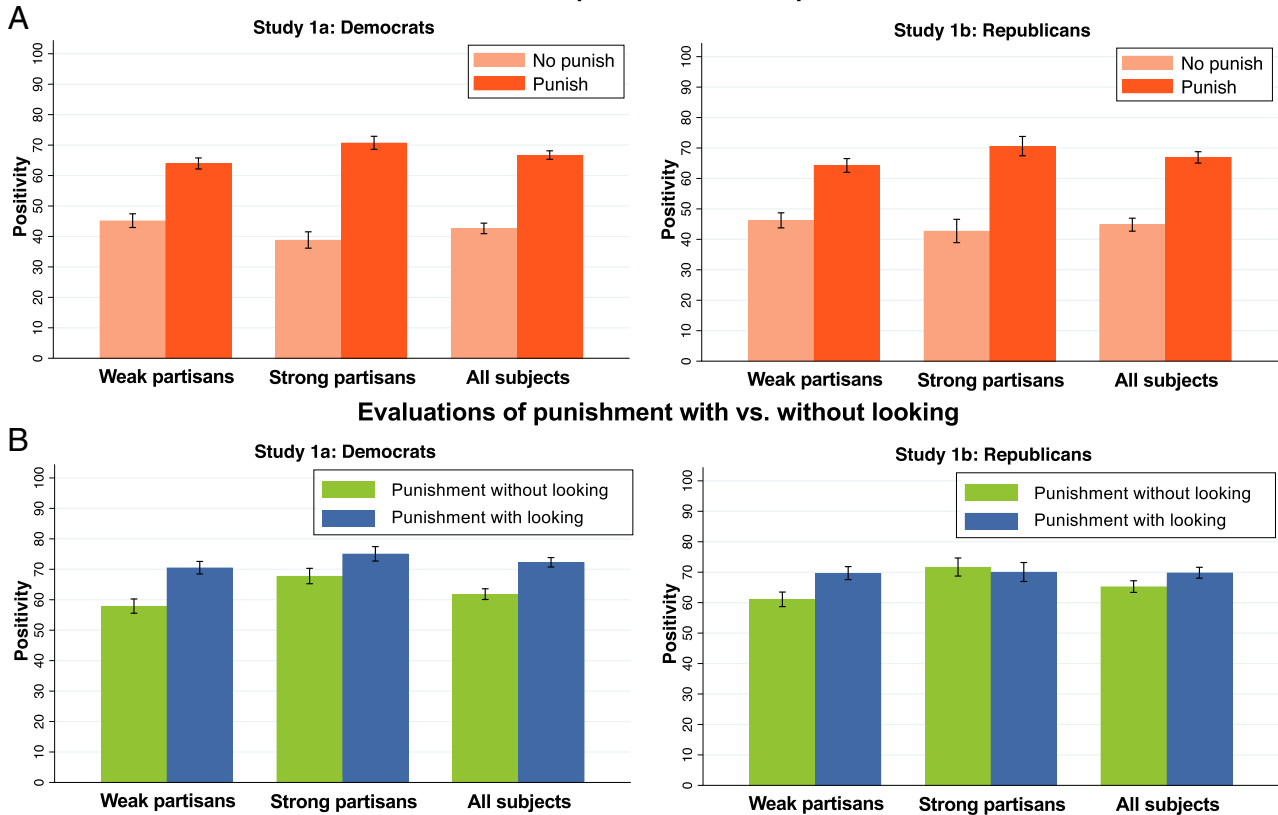 A
Study 1a: Democrats
No punish
Punish
Positivity
100
90
80
70
60
50
40
30
20
10
0
Weak partisans
Strong partisans
All subjects
Study 1b: Republicans
No punish
Punish
Positivity
100
90
80
70
60
50
40
30
20
10
0
Weak partisans
Strong partisans
All subjects
Evaluations of punishment with vs. without looking
B
Study 1a: Democrats
Punishment without looking
Punishment with looking
Positivity
100
90
80
70
60
50
40
30
20
10
0
Weak partisans
Strong partisans
All subjects
Study 1b: Republicans
Punishment without looking
Punishment with looking
Positivity
100
90
80
70
60
50
40
30
20
10
0
Weak partisans
Strong partisans
All subjects